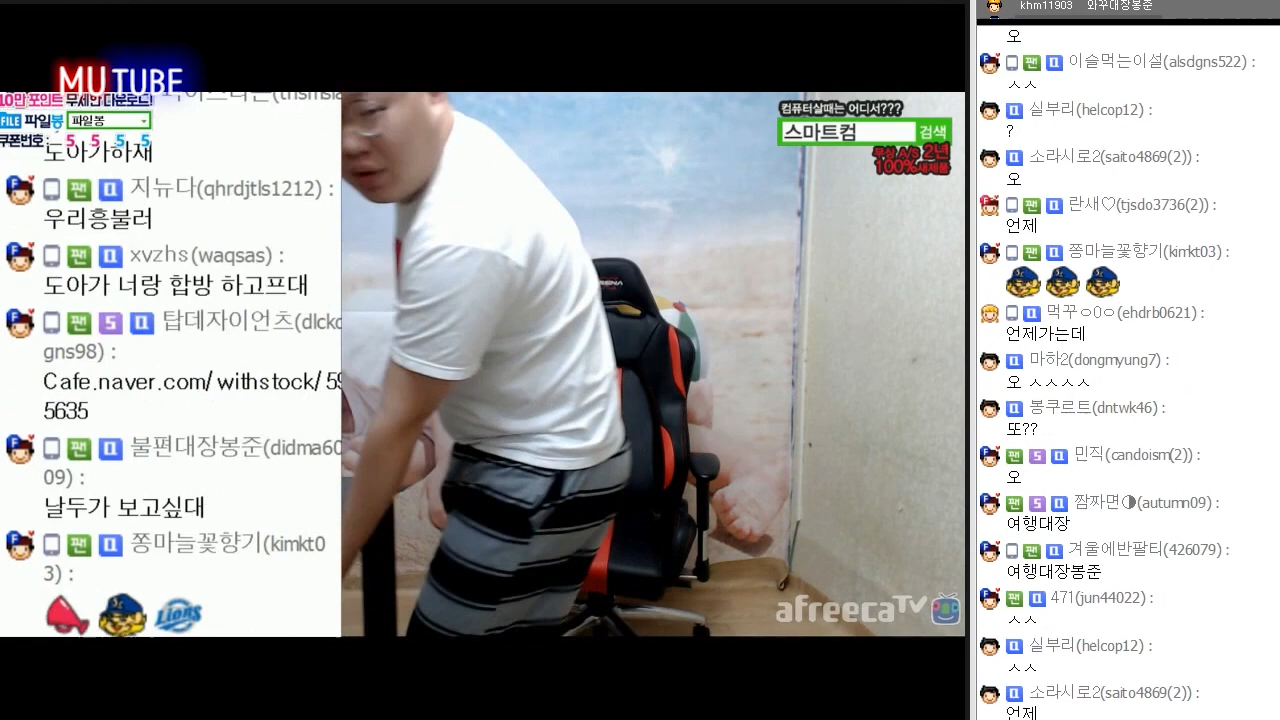 MUTUBE
10만 포인트 무제한 다운로드!
FILE 파일봉 파일봉
쿠폰번호 : 5 5 5 5
도아가하재
지뉴다(qhrdjtls1212) :
우리흥불러
xvzhs(waqsas) :
도아가 너랑 합방 하고프대
탑데자이언츠(dlckd
gns98) :
Cafe.naver.com/withstock/59
5635
불편대장봉준(didma60
09) :
날두가 보고싶대
쫑마늘꽃향기(kimkt0
3) :
Lions
컴퓨터살때는 어디서???
스마트컴 검색
무상 A/S 2년
100%새제품
afreecaTV
khm11903 와꾸대장봉준
오
이슬먹는이설(alsdgns522) :
ㅅㅅ
실부리(helcop12) :
?
소라시로2(saito4869(2)) :
오
란새♡(tjsdo3736(2)) :
언제
쫑마늘꽃향기(kimkt03) :
먹꾸ㅇ0ㅇ(ehdrb0621) :
언제가는데
마하2(dongmyung7) :
오 ㅅㅅㅅㅅ
봉쿠르트(dntwk46) :
또??
민직(candoism(2)) :
오
짬짜면◑(autumn09) :
여행대장
겨울에반팔티(426079) :
여행대장봉준
471(jun44022) :
ㅅㅅ
실부리(helcop12) :
ㅅㅅ
소라시로2(saito4869(2)) :
언제